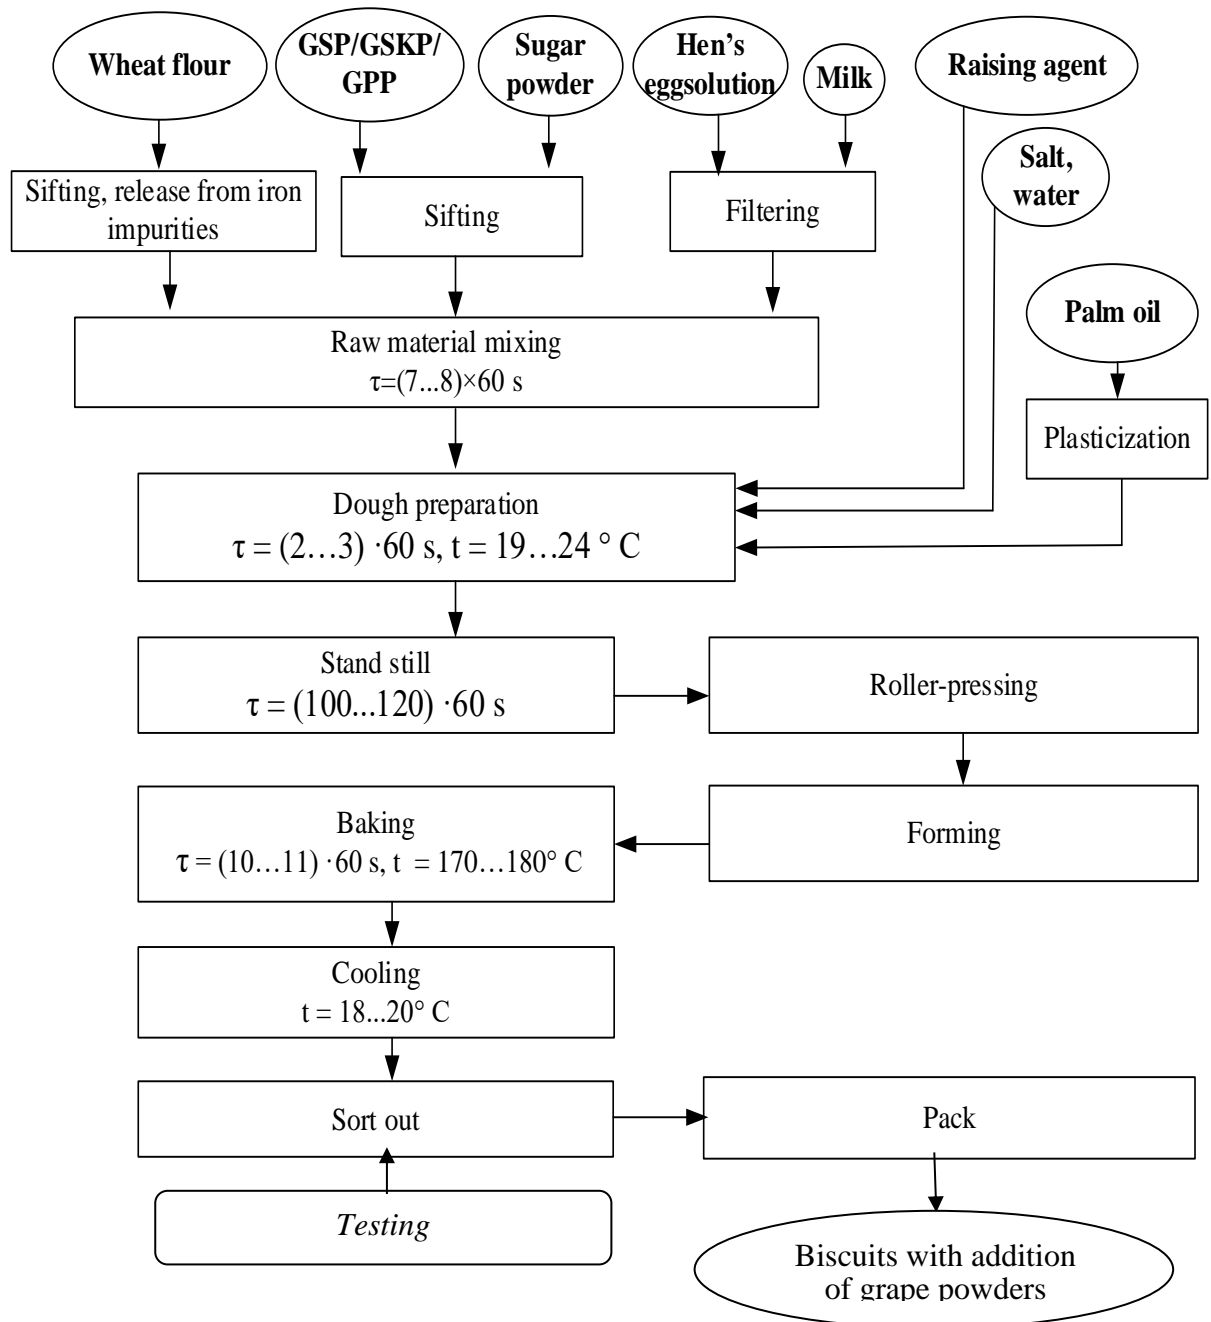 Wheat flour
GSP/GSKP/
GPP
Sugar
powder
Hen's
eggsolution
Milk
Raising agent
Salt,
water
Sifting, release from iron
impurities
Sifting
Filtering
Palm oil
Raw material mixing
τ=(7...8)×60 s
Plasticization
Dough preparation
τ = (2…3) ·60 s, t = 19…24 ° C
Stand still
τ = (100...120) ·60 s
Roller-pressing
Baking
τ = (10…11) ·60 s, t = 170…180° C
Forming
Cooling
t = 18...20° C
Sort out
Pack
Testing
Biscuits with addition
of grape powders